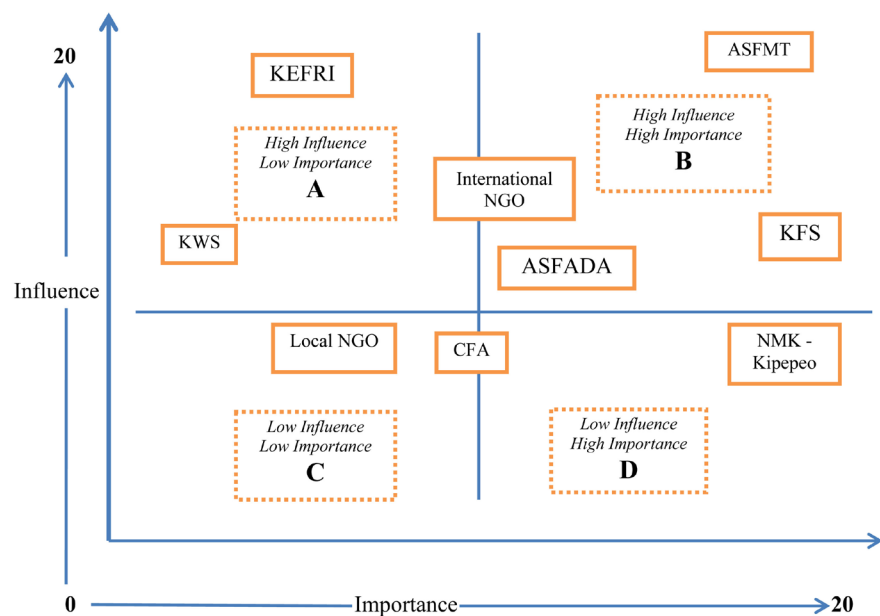 20
ASFMT
KEFRI
High Influence
High Importance
B
High Influence
Low Importance
A
International
NGO
KWS
KFS
ASFADA
Influence
Local NGO
CFA
NMK -
Kipepeo
Low Influence
Low Importance
C
Low Influence
High Importance
D
0
Importance
20